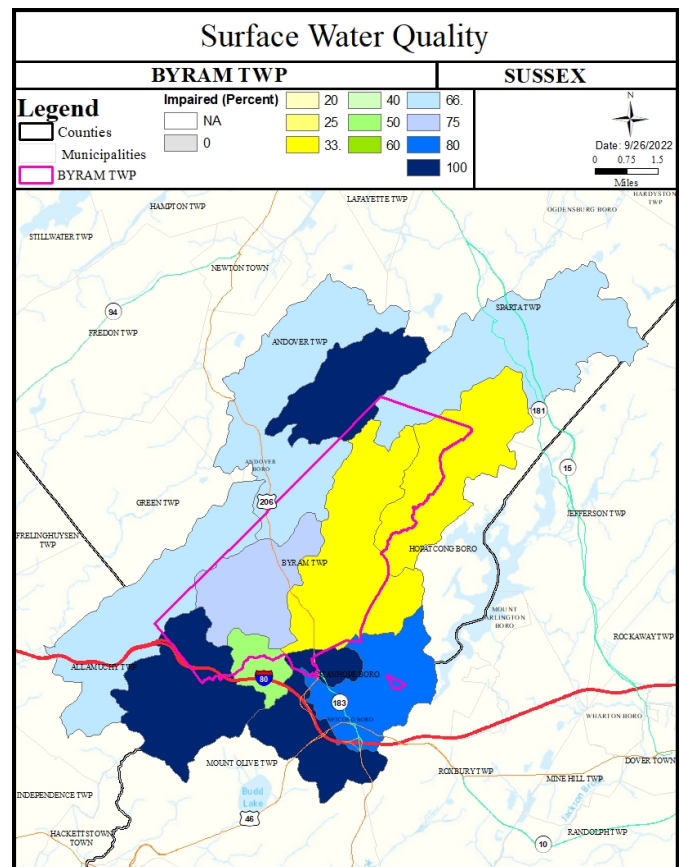 Surface Water Quality
BYRAM TWP
SUSSEX
Legend
Counties
Municipalities
BYRAM TWP
Impaired (Percent)
NA
0
20
25
33.
40
50
60
66.
75
80
100
N
Date: 9/26/2022
0 0.75 1.5
Miles
HARDYSTON
TWP
LAFAYETTE TWP
HAMPTON TWP
OGDENSBURG BORO
STILLWATER TWP
NEWTON TOWN
SPARTA TWP
94
FREDON TWP
ANDOVER TWP
181
ANDOVER
BORO
15
206
GREEN TWP
JEFFERSON TWP
FRELINGHUYSEN
TWP
HOPATCONG BORO
BYRAM TWP
MOUNT
ARLINGTON
BORO
ROCKAWAY TWP
ALLAMUCHY TWP
80
183
WHARTON BORO
MOUNT OLIVE TWP
DOVER TOWN
ROXBURY TWP
MINE HILL TWP
INDEPENDENCE TWP
Budd
Lake
46
HACKETTSTOWN
TOWN
RANDOLPH TWP
10